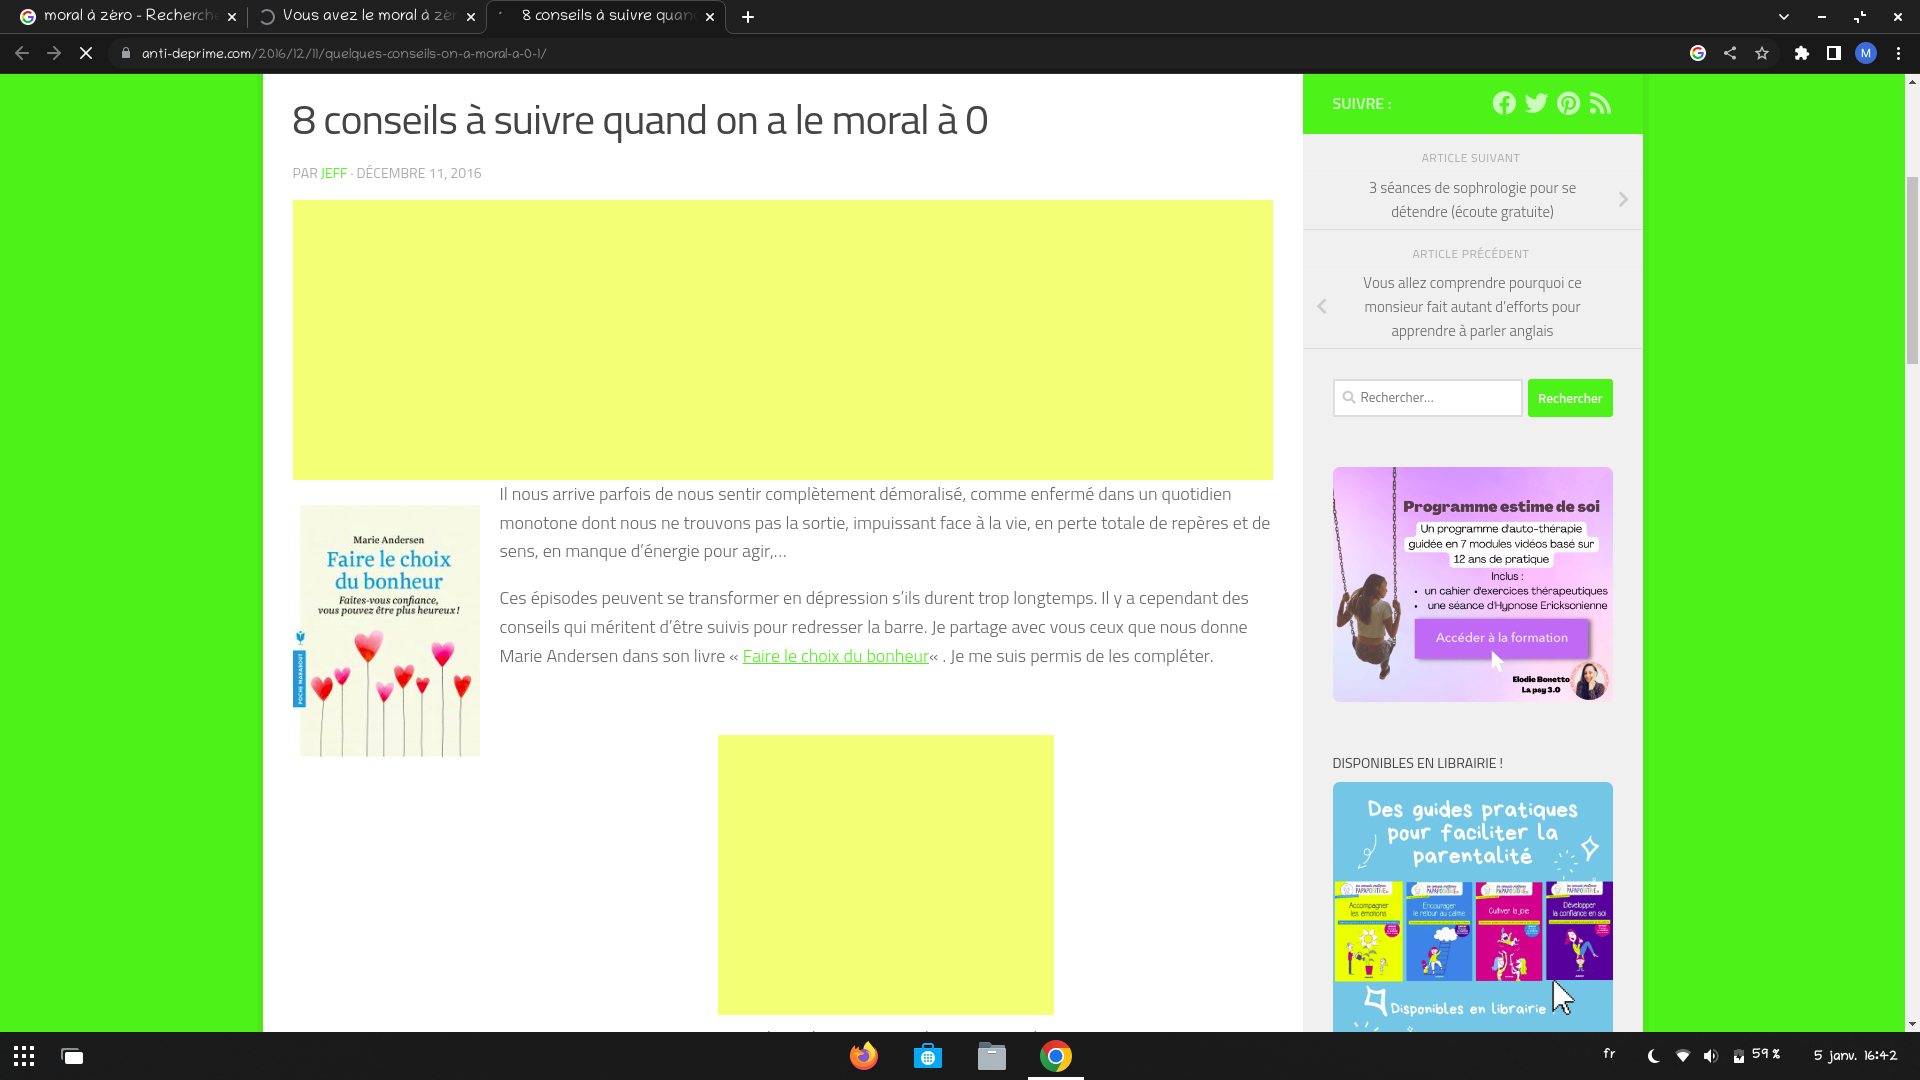 moral à zéro - Recherche
Vous avez le moral à zér
8 conseils à suivre quan
anti-deprime.com/2016/12/11/quelques-conseils-on-a-moral-a-0-1/
M
8 conseils à suivre quand on a le moral à 0
PAR JEFF · DÉCEMBRE 11, 2016
Marie Andersen
Faire le choix
du bonheur
Faites-vous confiance,
vous pouvez être plus heureux !
POCHE MARABOUT
Il nous arrive parfois de nous sentir complètement démoralisé, comme enfermé dans un quotidien
monotone dont nous ne trouvons pas la sortie, impuissant face à la vie, en perte totale de repères et de
sens, en manque d’énergie pour agir,…
Ces épisodes peuvent se transformer en dépression s’ils durent trop longtemps. Il y a cependant des
conseils qui méritent d’être suivis pour redresser la barre. Je partage avec vous ceux que nous donne
Marie Andersen dans son livre « Faire le choix du bonheur« . Je me suis permis de les compléter.
SUIVRE :
ARTICLE SUIVANT
3 séances de sophrologie pour se
détendre (écoute gratuite)
ARTICLE PRÉCÉDENT
Vous allez comprendre pourquoi ce
monsieur fait autant d’efforts pour
apprendre à parler anglais
Rechercher…
Rechercher
Programme estime de soi
Un programme d'auto-thérapie
guidée en 7 modules vidéos basé sur
12 ans de pratique
Inclus :
• un cahier d'exercices thérapeutiques
• une séance d'Hypnose Ericksonienne
Accéder à la formation
Elodie Bonetto
La psy 3.0
DISPONIBLES EN LIBRAIRIE !
Des guides pratiques
pour faciliter la
parentalité
PAPAPOSITIVE PAPAPOSITIVE PAPAPOSITIVE PAPAPOSITIVE
Accompagner
les émotions
Encourager
le retour au calme
Cultiver la joie
Développer
la confiance en soi
Disponibles en librairie
fr
59 %
5 janv. 16:42